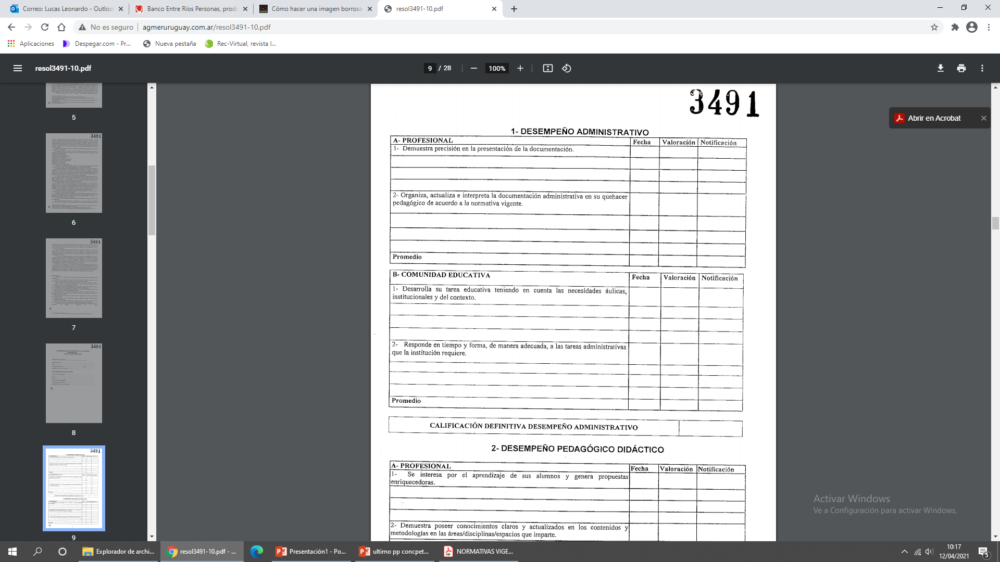 Correo: Lucas Leonardo - Outloo
Banco Entre Ríos Personas, produ
Cómo hacer una imagen borrosa
resol3491-10.pdf
No es seguro
agmeruruguay.com.ar/resol3491-10.pdf
Aplicaciones
Despegar.com - Pr...
Nueva pestaña
Rec-Virtual, revista l...
resol3491-10.pdf
9 / 28
100%
5
3491
6
3491
7
3491
8
3491
9
Abrir en Acrobat
3491
1- DESEMPEÑO ADMINISTRATIVO
A- PROFESIONAL Fecha Valoración Notificación
1- Demuestra precisión en la presentación de la documentación.
2- Organiza, actualiza e interpreta la documentación administrativa en su quehacer
pedagógico de acuerdo a la normativa vigente.
Promedio
B- COMUNIDAD EDUCATIVA Fecha Valoración Notificación
1- Desarrolla su tarea educativa teniendo en cuenta las necesidades áulicas,
institucionales y del contexto.
2- Responde en tiempo y forma, de manera adecuada, a las tareas administrativas
que la institución requiere.
Promedio
CALIFICACIÓN DEFINITIVA DESEMPEÑO ADMINISTRATIVO
2- DESEMPEÑO PEDAGÓGICO DIDÁCTICO
A- PROFESIONAL Fecha Valoración Notificación
1- Se interesa por el aprendizaje de sus alumnos y genera propuestas
enriquecedoras.
2- Demuestra poseer conocimientos claros y actualizados en los contenidos y
metodologías en las áreas/disciplinas/espacios que imparte.
Activar Windows
Ve a Configuración para activar Windows.
Explorador de archi...
resol3491-10.pdf - ...
Presentación1 - Po...
ultimo pp concpet...
NORMATIVAS VIGE...
10:17
12/04/2021
5